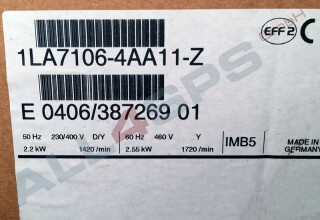 EFF 2
CE
1LA7106-4AA11-Z
E 0406/387269 01
50 Hz 230/400 V D/Y 60 Hz 460 V Y
2.2 kW 1420 /min 2.55 kW 1720 /min
IMB5
MADE IN
GERMANY